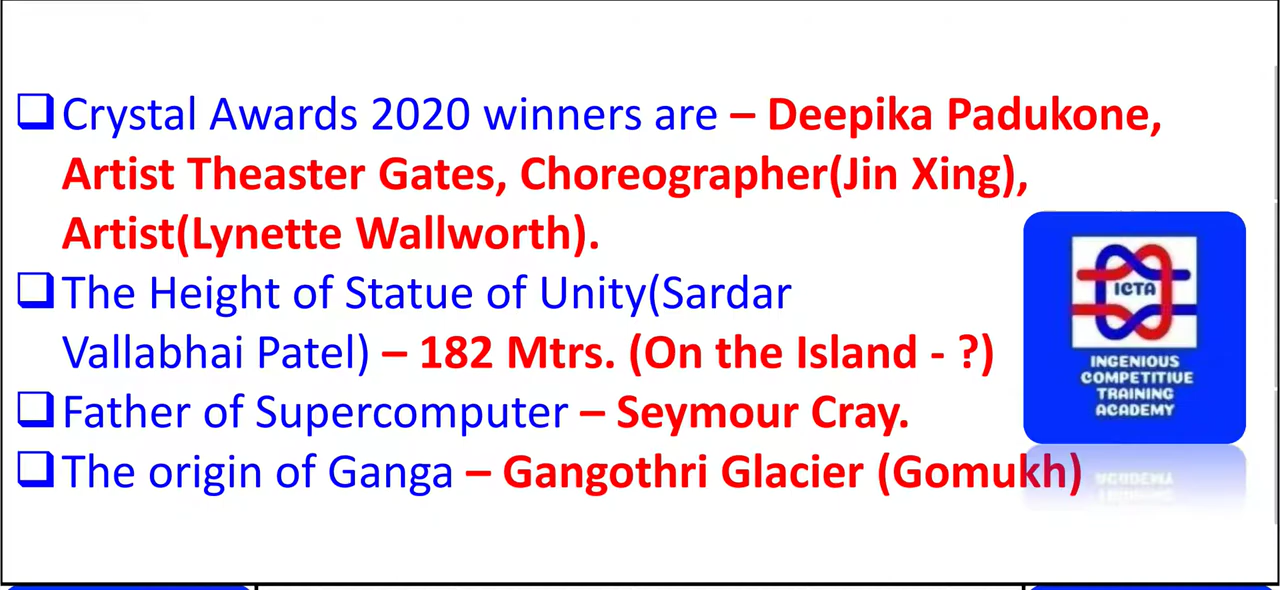 ❑Crystal Awards 2020 winners are – Deepika Padukone,
Artist Theaster Gates, Choreographer(Jin Xing),
Artist(Lynette Wallworth).
❑The Height of Statue of Unity(Sardar
Vallabhai Patel) – 182 Mtrs. (On the Island - ?)
❑Father of Supercomputer – Seymour Cray.
❑The origin of Ganga – Gangothri Glacier (Gomukh)
ICTA
INGENIOUS
COMPETITIVE
TRAINING
ACADEMY